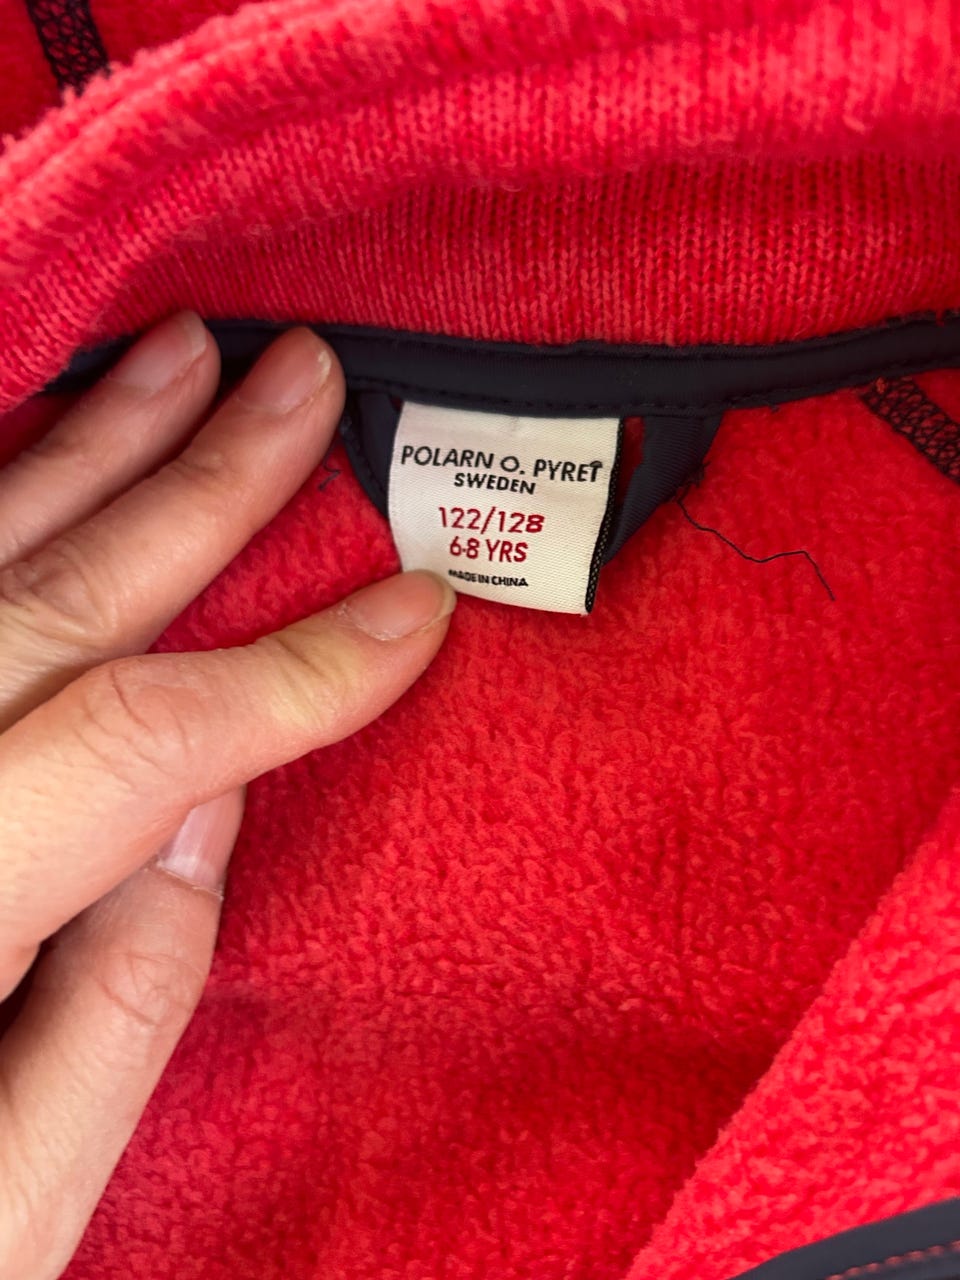 POLARN O. PYRET
SWEDEN
122/128
6-8 YRS
MADE IN CHINA